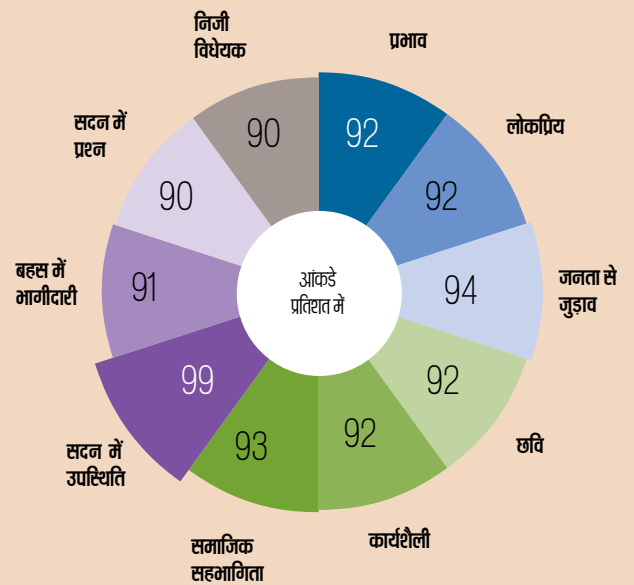 निजी
विधेयक
90
प्रभाव
92
लोकप्रिय
92
जनता से
जुड़ाव
94
छवि
92
कार्यशैली
92
समाजिक
सहभागिता
93
सदन में
उपस्थिति
99
बहस में
भागीदारी
91
सदन में
प्रश्न
90
आंकडे
प्रतिशत में